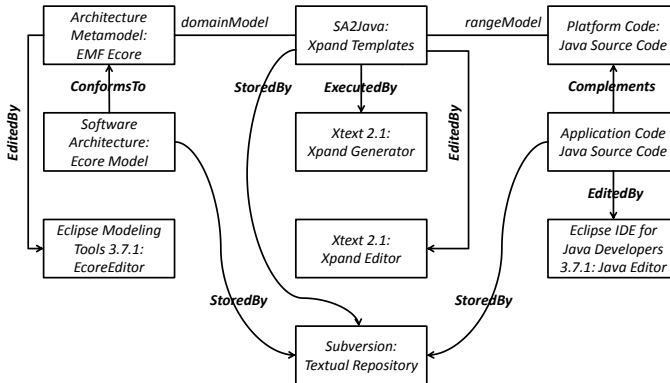 Architecture
Metamodel:
EMF Ecore
domainModel
SA2Java:
Xpand Templates
rangeModel
Platform Code:
Java Source Code
ConformsTo
StoredBy
ExecutedBy
Complements
EditedBy
EditedBy
Software
Architecture:
Ecore Model
Xtext 2.1:
Xpand Generator
Application Code
Java Source Code
EditedBy
Eclipse Modeling
Tools 3.7.1:
EcoreEditor
Xtext 2.1:
Xpand Editor
Eclipse IDE for
Java Developers
3.7.1: Java Editor
StoredBy
StoredBy
Subversion:
Textual Repository